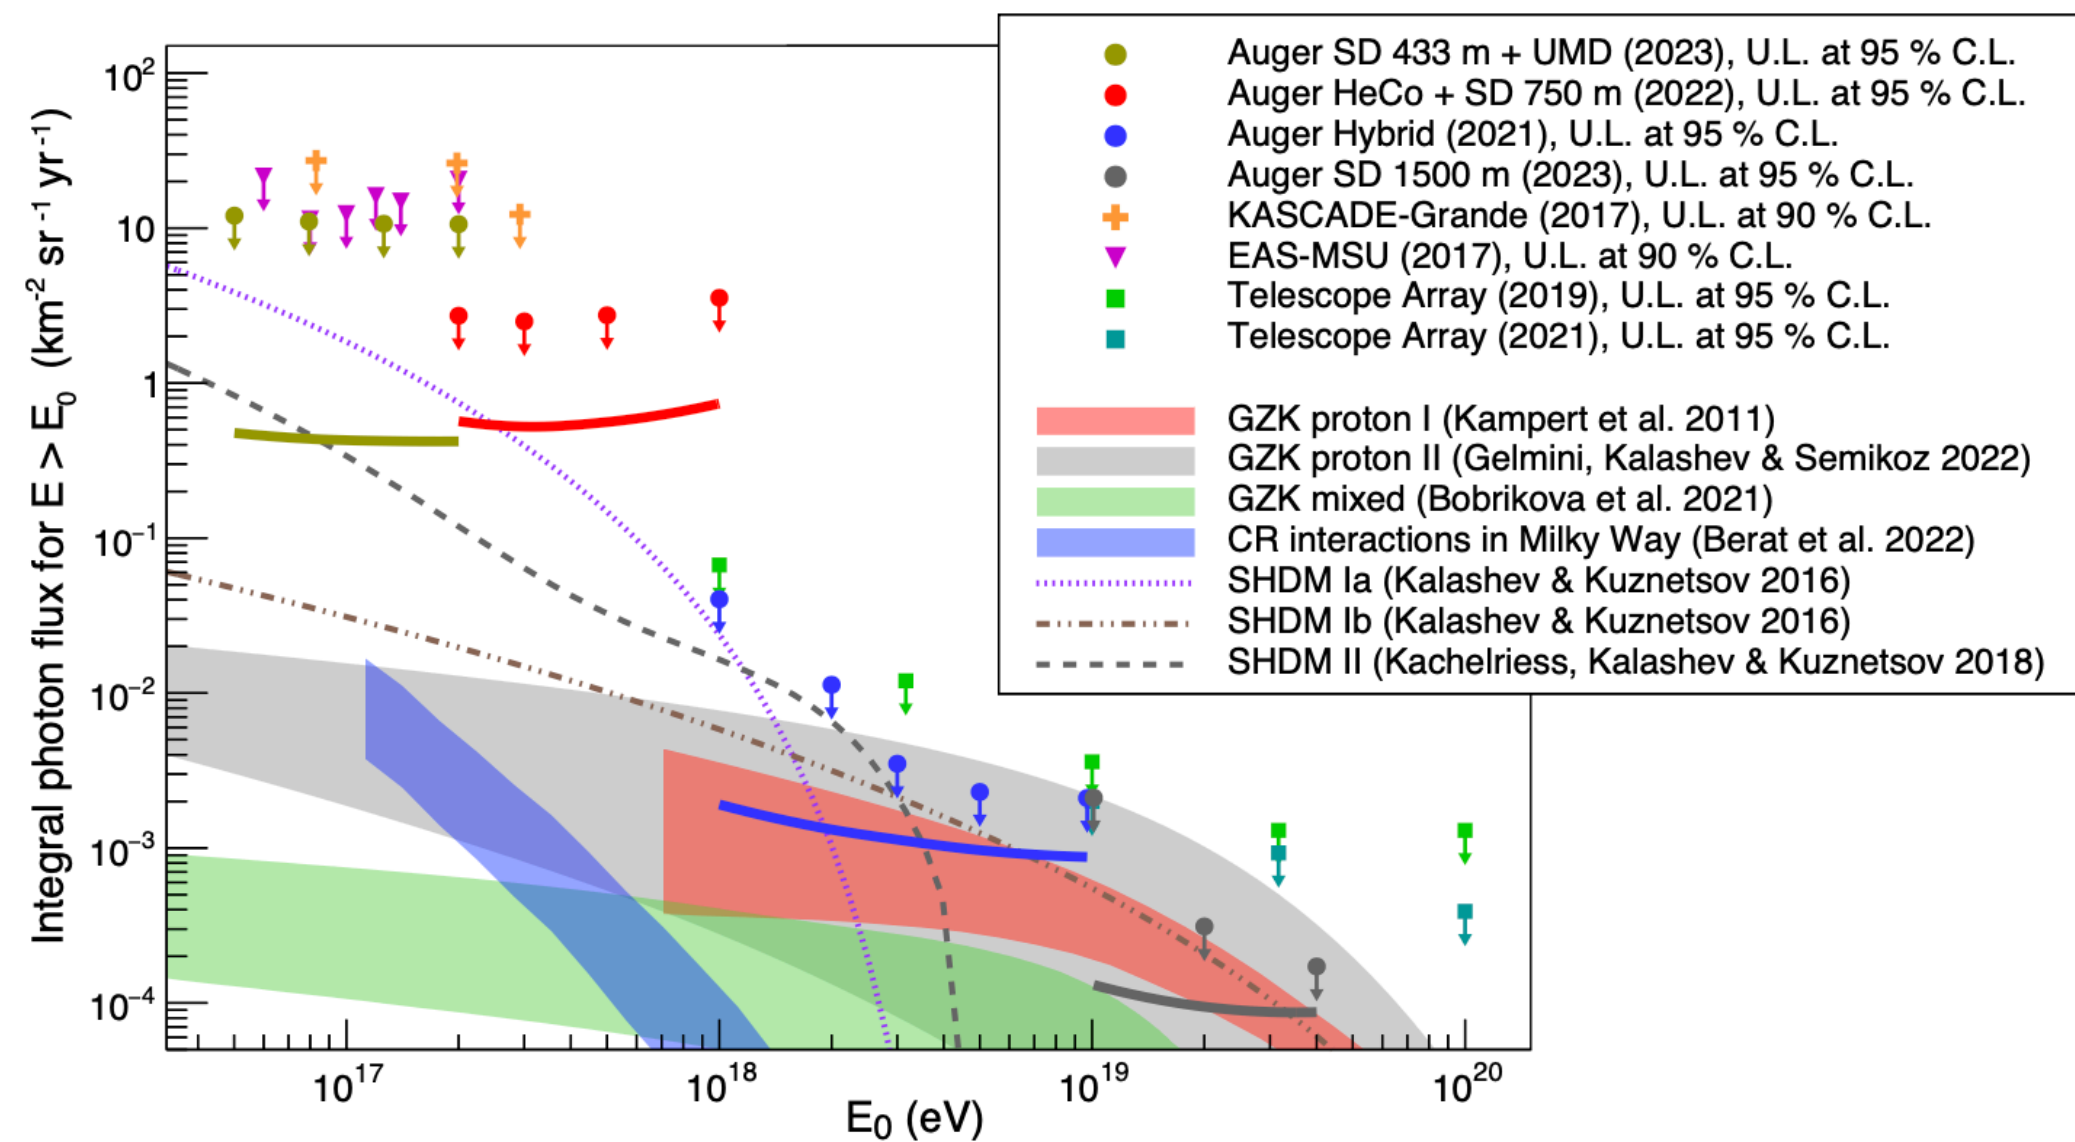 Auger SD 433 m + UMD (2023), U.L. at 95 % C.L.
Auger HeCo + SD 750 m (2022), U.L. at 95 % C.L.
Auger Hybrid (2021), U.L. at 95 % C.L.
Auger SD 1500 m (2023), U.L. at 95 % C.L.
KASCADE-Grande (2017), U.L. at 90 % C.L.
EAS-MSU (2017), U.L. at 90 % C.L.
Telescope Array (2019), U.L. at 95 % C.L.
Telescope Array (2021), U.L. at 95 % C.L.
GZK proton I (Kampert et al. 2011)
GZK proton II (Gelmini, Kalashev & Semikoz 2022)
GZK mixed (Bobrikova et al. 2021)
CR interactions in Milky Way (Berat et al. 2022)
SHDM Ia (Kalashev & Kuznetsov 2016)
SHDM Ib (Kalashev & Kuznetsov 2016)
SHDM II (Kachelriess, Kalashev & Kuznetsov 2018)
Integral photon flux for E > E₀ (km⁻² sr⁻¹ yr⁻¹)
10²
10
1
10⁻¹
10⁻²
10⁻³
10⁻⁴
10¹⁷ 10¹⁸ 10¹⁹ 10²⁰
E₀ (eV)